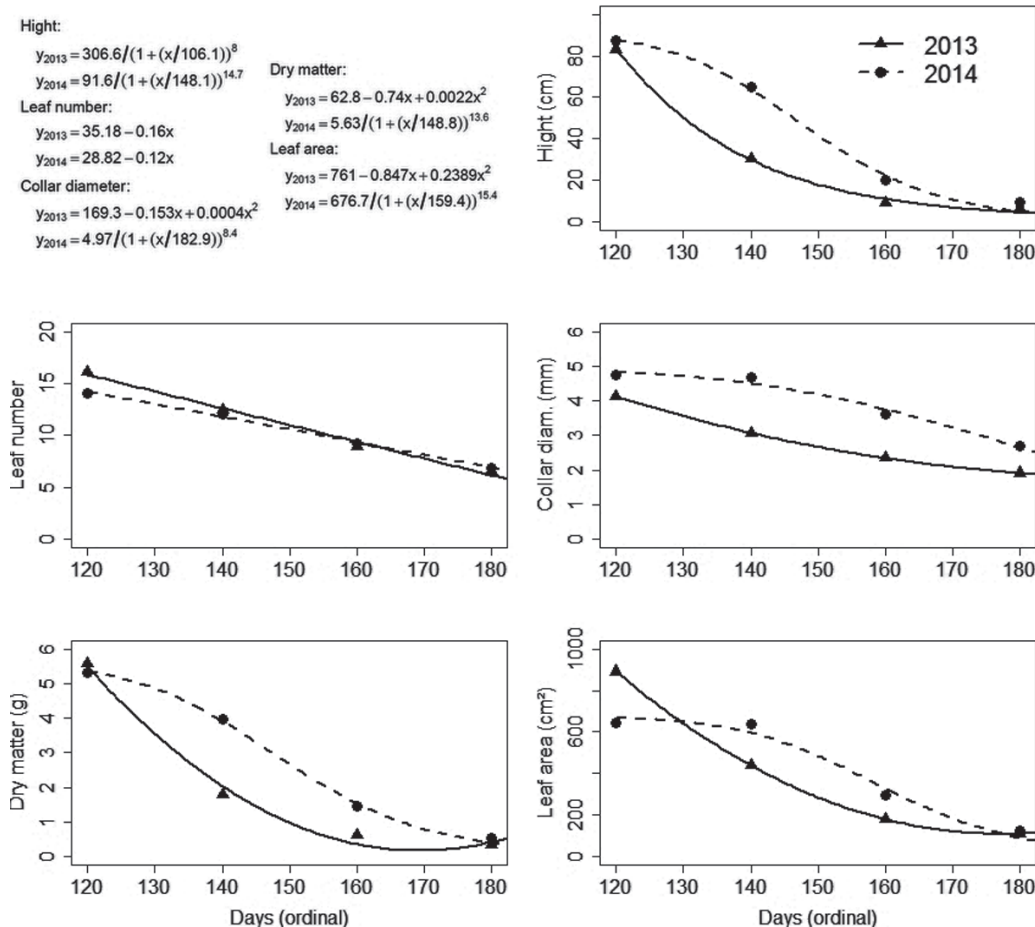 Hight:
y2013 = 306.6/(1+(x/106.1))^8
y2014 = 91.6/(1+(x/148.1))^14.7
Leaf number:
y2013 = 35.18 − 0.16x
y2014 = 28.82 − 0.12x
Collar diameter:
y2013 = 169.3 − 0.153x + 0.0004x^2
y2014 = 4.97/(1+(x/182.9))^8.4
Dry matter:
y2013 = 62.8 − 0.74x + 0.0022x^2
y2014 = 5.63/(1+(x/148.8))^13.6
Leaf area:
y2013 = 761 − 0.847x + 0.2389x^2
y2014 = 676.7/(1+(x/159.4))^15.4
Hight (cm)
80
60
40
20
0
2013
2014
120 130 140 150 160 170 180
Leaf number
20
15
10
5
0
120 130 140 150 160 170 180
Collar diam. (mm)
6
5
4
3
2
1
0
120 130 140 150 160 170 180
Dry matter (g)
6
5
4
3
2
1
0
120 130 140 150 160 170 180
Days (ordinal)
Leaf area (cm²)
1000
600
200
0
120 130 140 150 160 170 180
Days (ordinal)